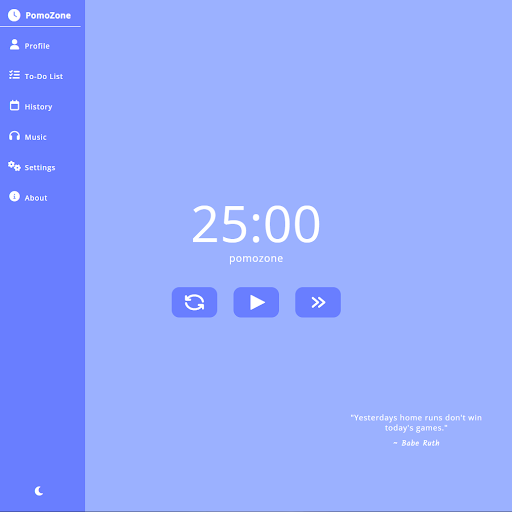 PomoZone
Profile
To-Do List
History
Music
Settings
About
25:00
pomozone
"Yesterdays home runs don't win
today's games."
~ Babe Ruth